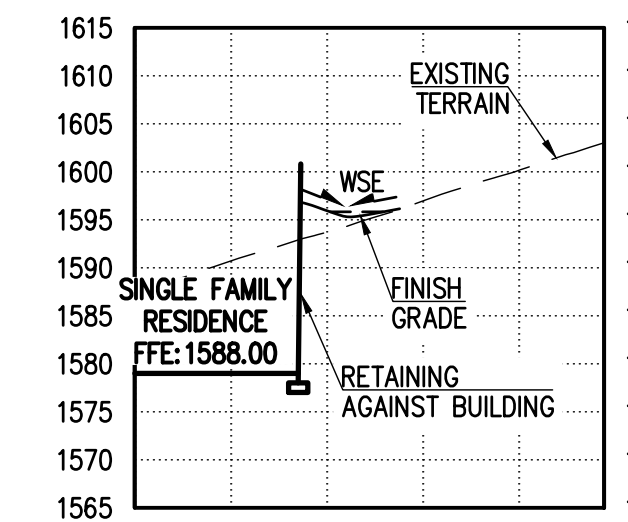 1615
1610
1605
1600
1595
1590
1585
1580
1575
1570
1565
EXISTING
TERRAIN
WSE
FINISH
GRADE
SINGLE FAMILY
RESIDENCE
FFE: 1588.00
RETAINING
AGAINST BUILDING